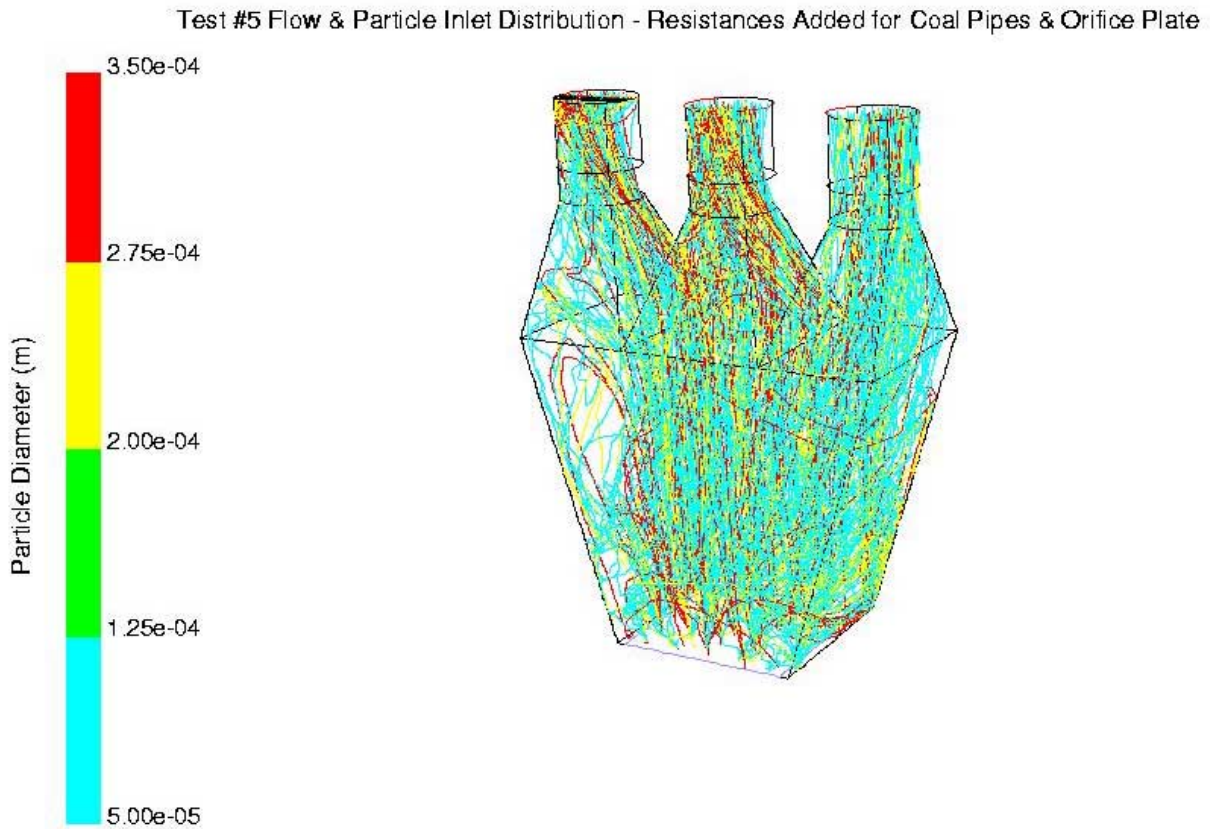 Test #5 Flow & Particle Inlet Distribution - Resistances Added for Coal Pipes & Orifice Plate
3.50e-04
2.75e-04
2.00e-04
1.25e-04
5.00e-05
Particle Diameter (m)